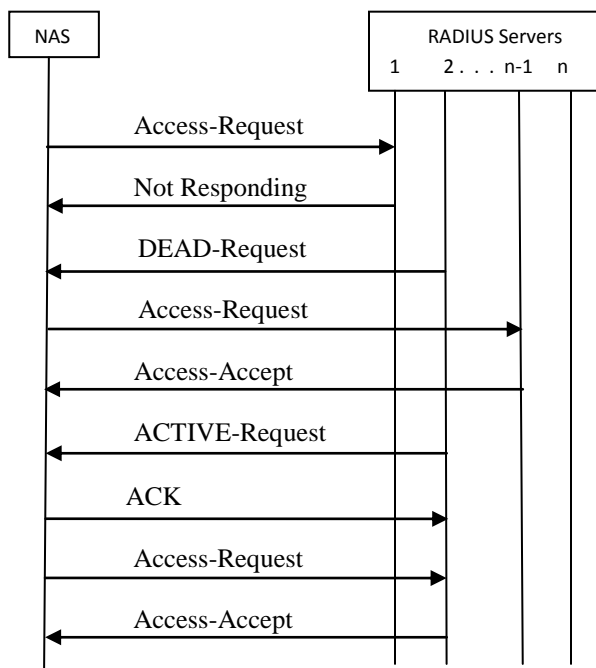 NAS
RADIUS Servers
1 2 . . . n-1 n
Access-Request
Not Responding
DEAD-Request
Access-Request
Access-Accept
ACTIVE-Request
ACK
Access-Request
Access-Accept